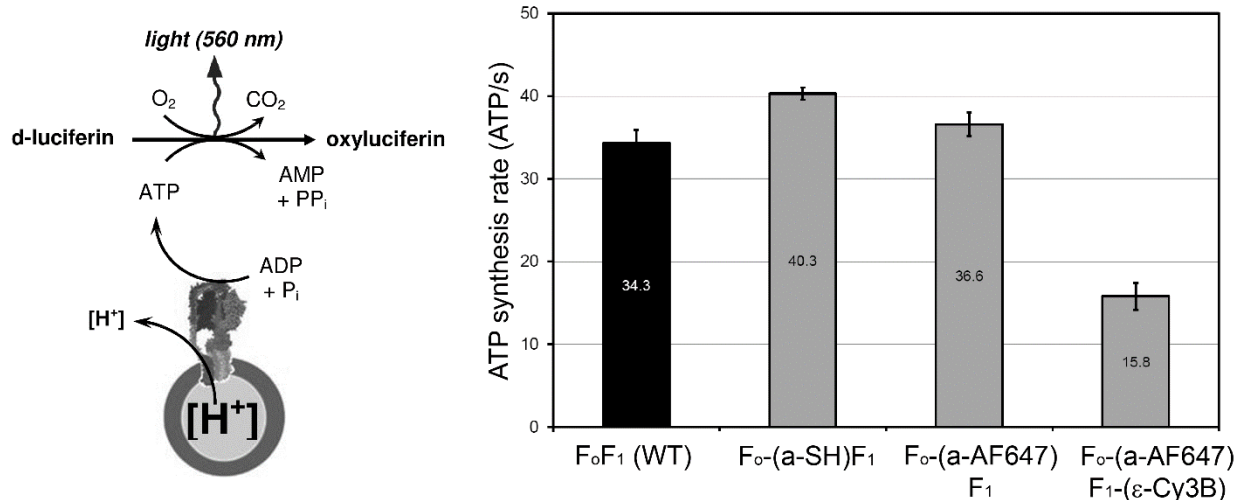 light (560 nm)
O₂
CO₂
d-luciferin
oxyluciferin
ATP
AMP
+ PPᵢ
ADP
+ Pᵢ
[H⁺]
[H⁺]
ATP synthesis rate (ATP/s)
50
40
30
20
10
0
34.3
40.3
36.6
15.8
FₒF₁ (WT)
Fₒ-(a-SH)F₁
Fₒ-(a-AF647)
F₁
Fₒ-(a-AF647)
F₁-(ε-Cy3B)